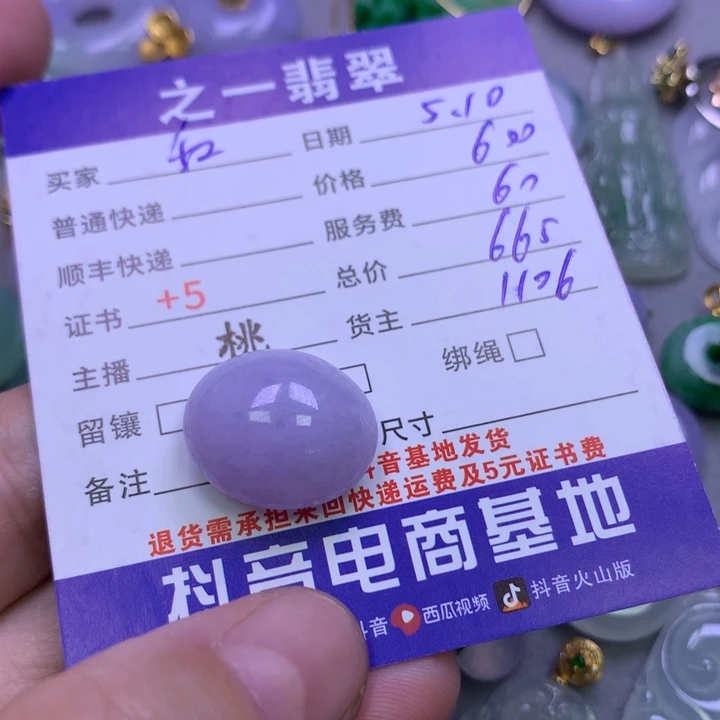 之一翡翠
买家 红 日期 5.10
普通快递 价格 600
顺丰快递 服务费 60
证书 +5 总价 665
主播 桃 货主 1106
留镶 绑绳
备注 尺寸
抖音基地发货
退货需承担来回快递运费及5元证书费
抖音电商基地
抖音 西瓜视频 抖音火山版